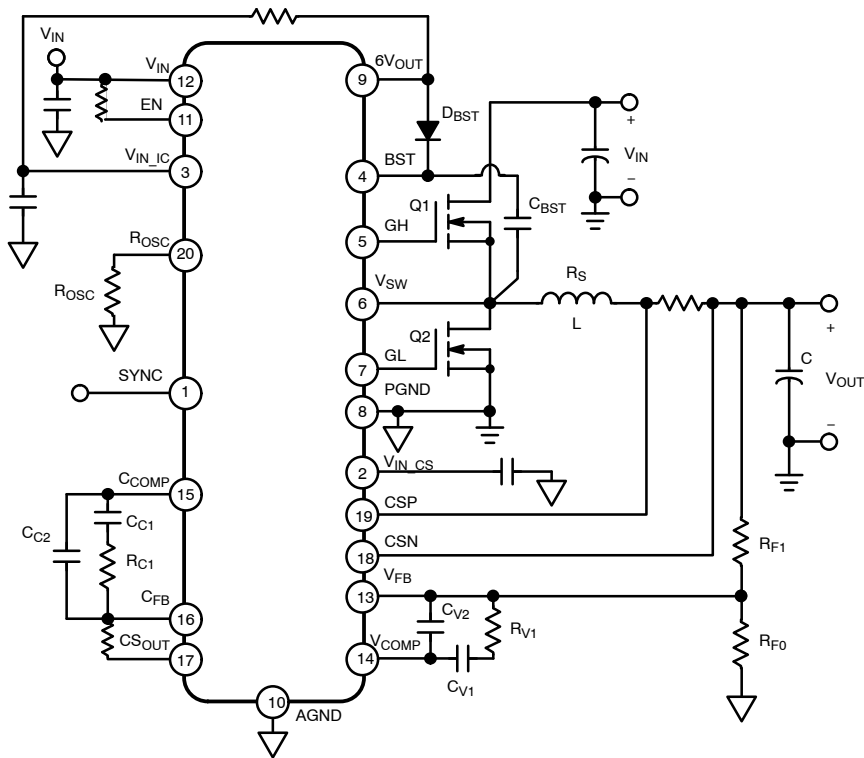 V_IN
V_IN
12
EN
11
V_IN_IC
3
R_OSC
20
R_OSC
SYNC
1
C_COMP
15
C_C2
C_C1
R_C1
C_FB
16
CS_OUT
17
10
AGND
6V_OUT
9
D_BST
BST
4
C_BST
Q1
GH
5
V_SW
6
R_S
L
Q2
GL
7
PGND
8
V_IN_CS
2
CSP
19
CSN
18
V_FB
13
C_V2
R_V1
V_COMP
14
C_V1
+
V_IN
−
+
C
V_OUT
−
R_F1
R_F0